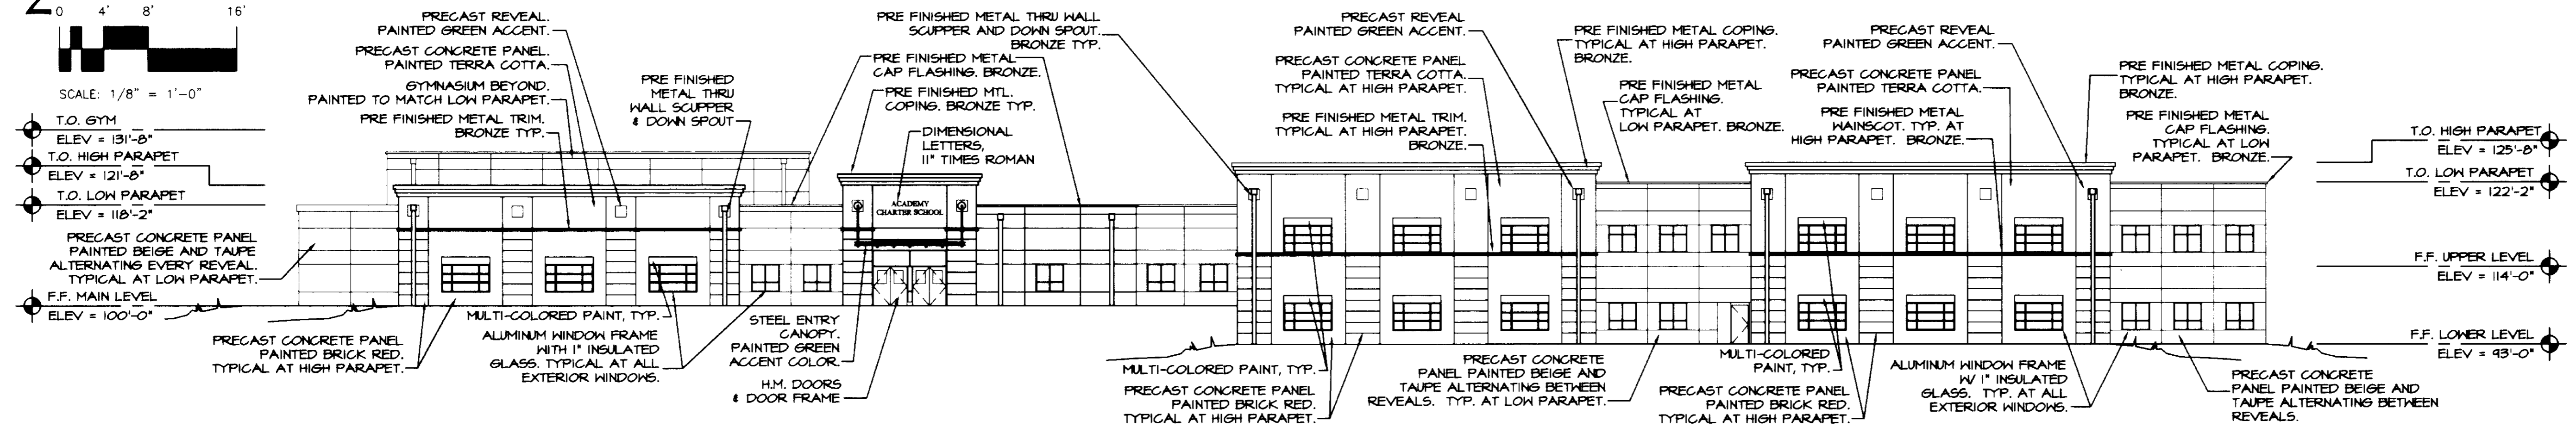 2
0 4' 8' 16'
SCALE: 1/8" = 1'-0"
T.O. GYM
ELEV = 131'-8"
T.O. HIGH PARAPET
ELEV = 121'-8"
T.O. LOW PARAPET
ELEV = 118'-2"
PRECAST CONCRETE PANEL
PAINTED BEIGE AND TAUPE
ALTERNATING EVERY REVEAL.
TYPICAL AT LOW PARAPET.
F.F. MAIN LEVEL
ELEV = 100'-0"
PRECAST REVEAL.
PAINTED GREEN ACCENT.
PRECAST CONCRETE PANEL.
PAINTED TERRA COTTA.
GYMNASIUM BEYOND.
PAINTED TO MATCH LOW PARAPET.
PRE FINISHED METAL TRIM.
BRONZE TYP.
PRE FINISHED
METAL THRU
WALL SCUPPER
& DOWN SPOUT
PRE FINISHED METAL THRU WALL
SCUPPER AND DOWN SPOUT.
BRONZE TYP.
PRE FINISHED METAL
CAP FLASHING. BRONZE.
PRE FINISHED MTL.
COPING. BRONZE TYP.
DIMENSIONAL
LETTERS,
11" TIMES ROMAN
ACADEMY
CHARTER SCHOOL
PRECAST CONCRETE PANEL
PAINTED BRICK RED.
TYPICAL AT HIGH PARAPET.
MULTI-COLORED PAINT, TYP.
ALUMINUM WINDOW FRAME
WITH 1" INSULATED
GLASS. TYPICAL AT ALL
EXTERIOR WINDOWS.
STEEL ENTRY
CANOPY.
PAINTED GREEN
ACCENT COLOR.
H.M. DOORS
& DOOR FRAME
PRECAST REVEAL
PAINTED GREEN ACCENT.
PRECAST CONCRETE PANEL
PAINTED TERRA COTTA.
TYPICAL AT HIGH PARAPET.
PRE FINISHED METAL TRIM.
TYPICAL AT HIGH PARAPET.
BRONZE.
PRE FINISHED METAL COPING.
TYPICAL AT HIGH PARAPET.
BRONZE.
PRE FINISHED METAL
CAP FLASHING.
TYPICAL AT
LOW PARAPET. BRONZE.
PRECAST REVEAL
PAINTED GREEN ACCENT.
PRECAST CONCRETE PANEL
PAINTED TERRA COTTA.
PRE FINISHED METAL
WAINSCOT. TYP. AT
HIGH PARAPET. BRONZE.
PRE FINISHED METAL COPING.
TYPICAL AT HIGH PARAPET.
BRONZE.
PRE FINISHED METAL
CAP FLASHING.
TYPICAL AT LOW
PARAPET. BRONZE.
MULTI-COLORED PAINT, TYP.
PRECAST CONCRETE PANEL
PAINTED BRICK RED.
TYPICAL AT HIGH PARAPET.
PRECAST CONCRETE
PANEL PAINTED BEIGE AND
TAUPE ALTERNATING BETWEEN
REVEALS. TYP. AT LOW PARAPET.
MULTI-COLORED
PAINT, TYP.
PRECAST CONCRETE PANEL
PAINTED BRICK RED.
TYPICAL AT HIGH PARAPET.
ALUMINUM WINDOW FRAME
W/ 1" INSULATED
GLASS. TYP. AT ALL
EXTERIOR WINDOWS.
PRECAST CONCRETE
PANEL PAINTED BEIGE AND
TAUPE ALTERNATING BETWEEN
REVEALS.
T.O. HIGH PARAPET
ELEV = 125'-8"
T.O. LOW PARAPET
ELEV = 122'-2"
F.F. UPPER LEVEL
ELEV = 114'-0"
F.F. LOWER LEVEL
ELEV = 93'-0"